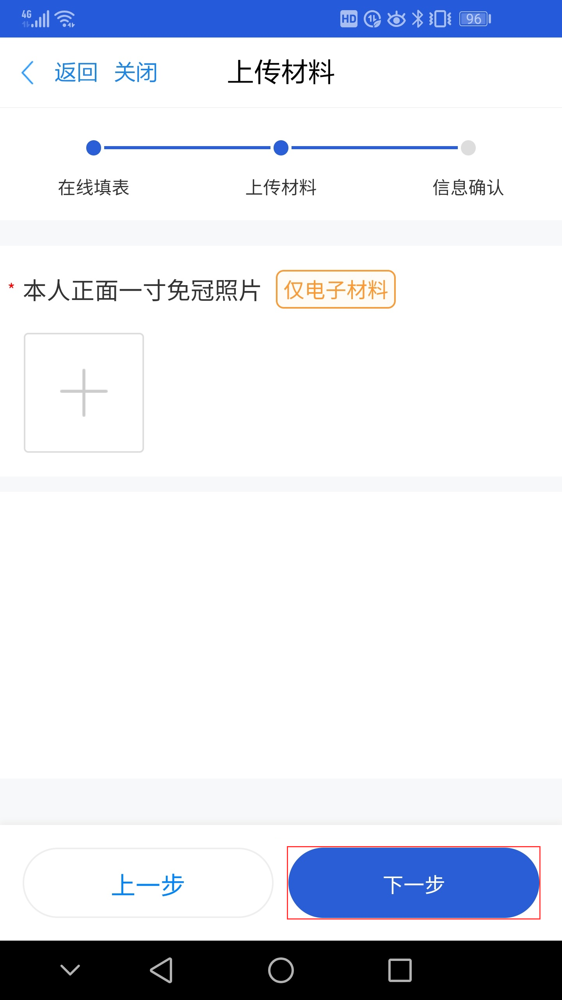 4G HD 96
返回 关闭 上传材料
在线填表 上传材料 信息确认
* 本人正面一寸免冠照片 仅电子材料
上一步 下一步